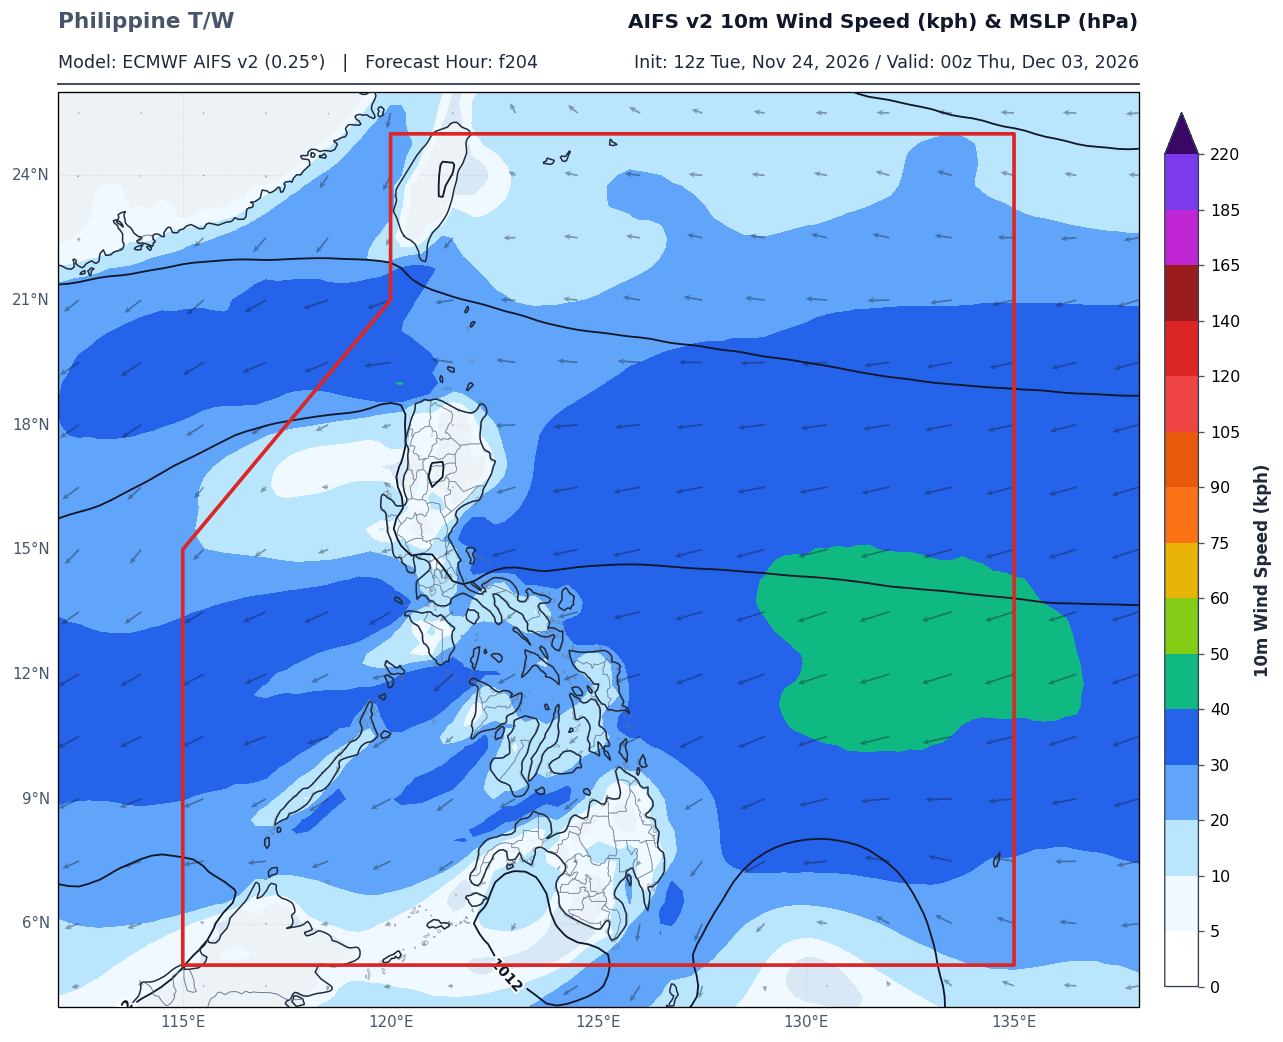 Philippine T/W
AIFS v2 10m Wind Speed (kph) & MSLP (hPa)
Model: ECMWF AIFS v2 (0.25°) | Forecast Hour: f204
Init: 12z Tue, Nov 24, 2026 / Valid: 00z Thu, Dec 03, 2026
24°N
21°N
18°N
15°N
12°N
9°N
6°N
115°E
120°E
125°E
130°E
135°E
1012
220
185
165
140
120
105
90
75
60
50
40
30
20
10
5
0
10m Wind Speed (kph)